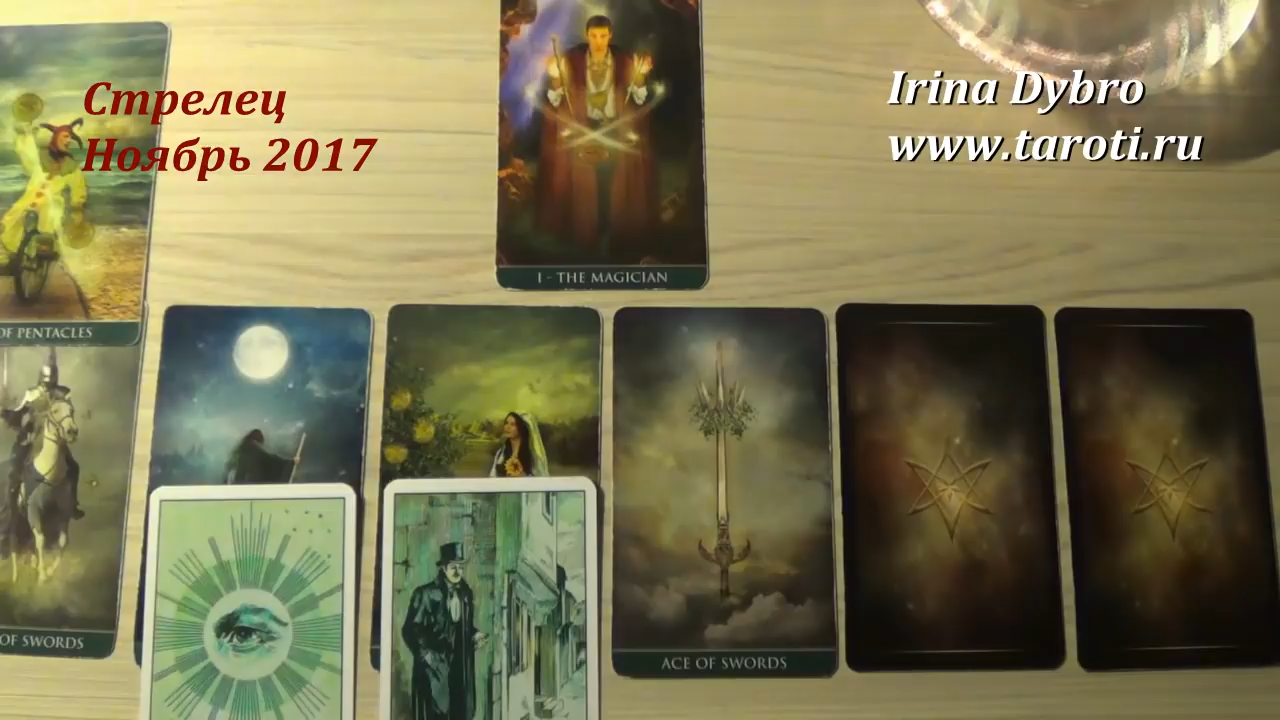 Стрелец
Ноябрь 2017
Irina Dybro
www.taroti.ru
I - THE MAGICIAN
OF PENTACLES
OF SWORDS
ACE OF SWORDS